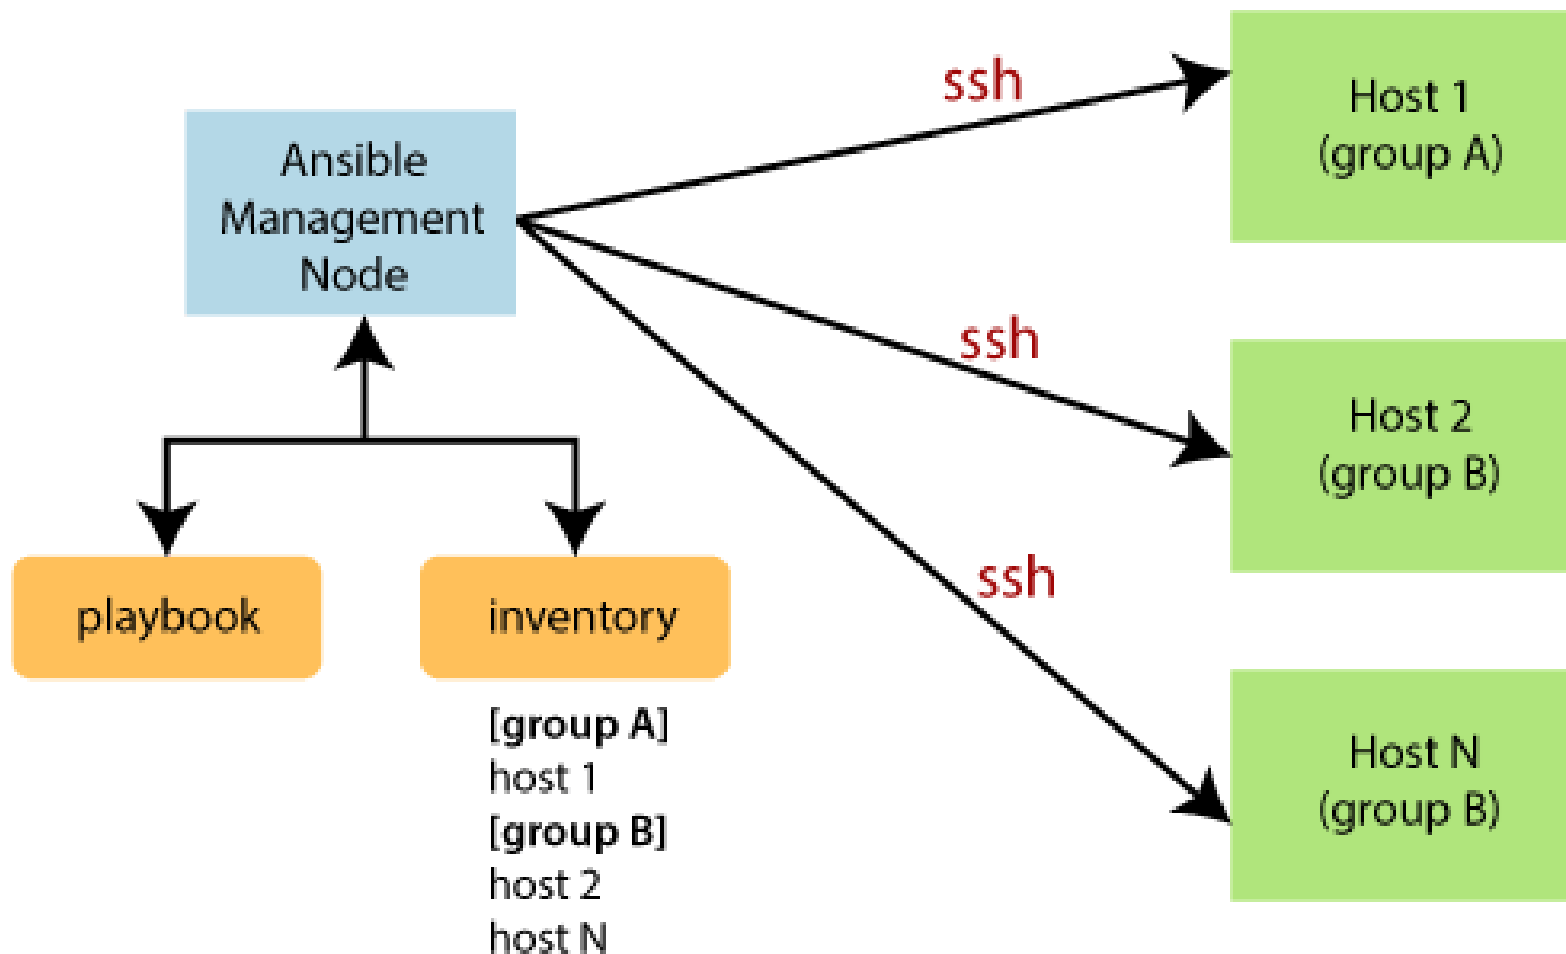 Ansible
Management
Node
ssh
Host 1
(group A)
ssh
Host 2
(group B)
ssh
Host N
(group B)
playbook
inventory
[group A]
host 1
[group B]
host 2
host N